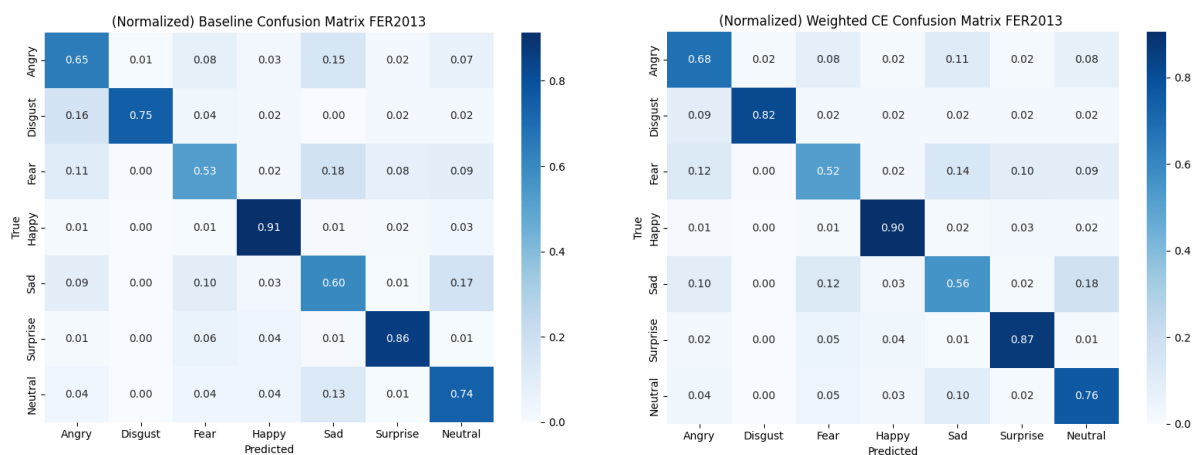 (Normalized) Baseline Confusion Matrix FER2013
Angry 0.65 0.01 0.08 0.03 0.15 0.02 0.07
Disgust 0.16 0.75 0.04 0.02 0.00 0.02 0.02
Fear 0.11 0.00 0.53 0.02 0.18 0.08 0.09
Happy 0.01 0.00 0.01 0.91 0.01 0.02 0.03
Sad 0.09 0.00 0.10 0.03 0.60 0.01 0.17
Surprise 0.01 0.00 0.06 0.04 0.01 0.86 0.01
Neutral 0.04 0.00 0.04 0.04 0.13 0.01 0.74
True
Angry Disgust Fear Happy Sad Surprise Neutral
Predicted
0.8
0.6
0.4
0.2
0.0
(Normalized) Weighted CE Confusion Matrix FER2013
Angry 0.68 0.02 0.08 0.02 0.11 0.02 0.08
Disgust 0.09 0.82 0.02 0.02 0.02 0.02 0.02
Fear 0.12 0.00 0.52 0.02 0.14 0.10 0.09
Happy 0.01 0.00 0.01 0.90 0.02 0.03 0.02
Sad 0.10 0.00 0.12 0.03 0.56 0.02 0.18
Surprise 0.02 0.00 0.05 0.04 0.01 0.87 0.01
Neutral 0.04 0.00 0.05 0.03 0.10 0.02 0.76
True
Angry Disgust Fear Happy Sad Surprise Neutral
Predicted
0.8
0.6
0.4
0.2
0.0